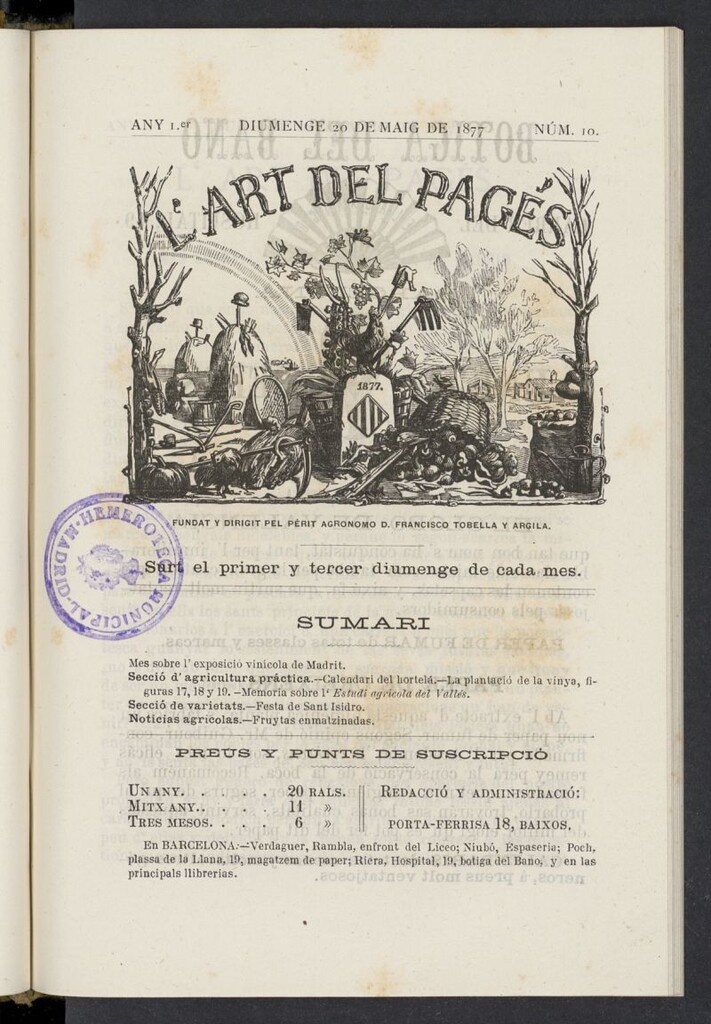 ANY 1.er DIUMENGE 20 DE MAIG DE 1877 NÚM. 10.
L'ART DEL PAGÉS
1877.
FUNDAT Y DIRIGIT PEL PÈRIT AGRONOMO D. FRANCISCO TOBELLA Y ARGILA.
Surt el primer y tercer diumenge de cada mes.
HEMEROTECA MUNICIPAL-MADRID-
SUMARI
Mes sobre l' exposició vinícola de Madrit.
Secció d' agricultura práctica.—Calendari del hortelá.—La plantació de la vinya, fi-
guras 17, 18 y 19. —Memoria sobre l' Estudi agrícola del Vallés.
Secció de varietats.—Festa de Sant Isidro.
Noticias agrícolas.—Fruytas enmatzinadas.
PREUS Y PUNTS DE SUSCRIPCIÓ
UN ANY. . . . . 20 RALS.
MITX ANY.. . . . 11 »
TRES MESOS. . . . 6 »
REDACCIÓ Y ADMINISTRACIÓ:
PORTA-FERRISA 18, BAIXOS.
En BARCELONA:—Verdaguer, Rambla, enfront del Liceo; Niubó, Espaseria; Poch,
plassa de la Llana, 19, magatzem de paper; Riera, Hospital, 19, botiga del Bano, y en las
principals llibrerias.